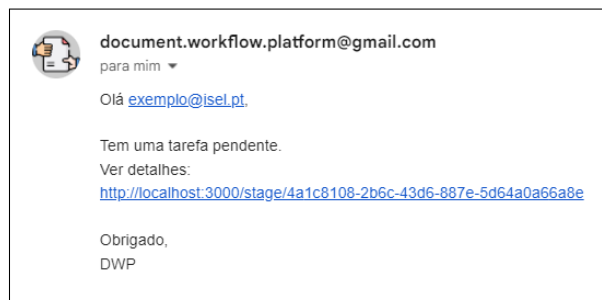 document.workflow.platform@gmail.com
para mim
Olá exemplo@isel.pt,
Tem uma tarefa pendente.
Ver detalhes:
http://localhost:3000/stage/4a1c8108-2b6c-43d6-887e-5d64a0a66a8e
Obrigado,
DWP